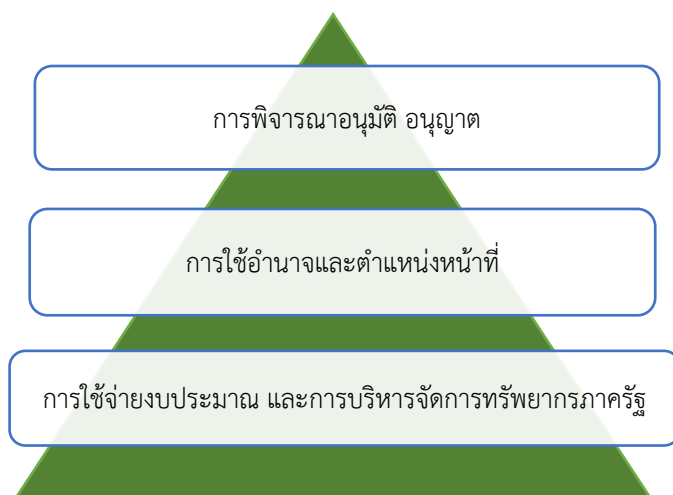 การพิจารณาอนุมัติ อนุญาต
การใช้อำนาจและตำแหน่งหน้าที่
การใช้จ่ายงบประมาณ และการบริหารจัดการทรัพยากรภาครัฐ